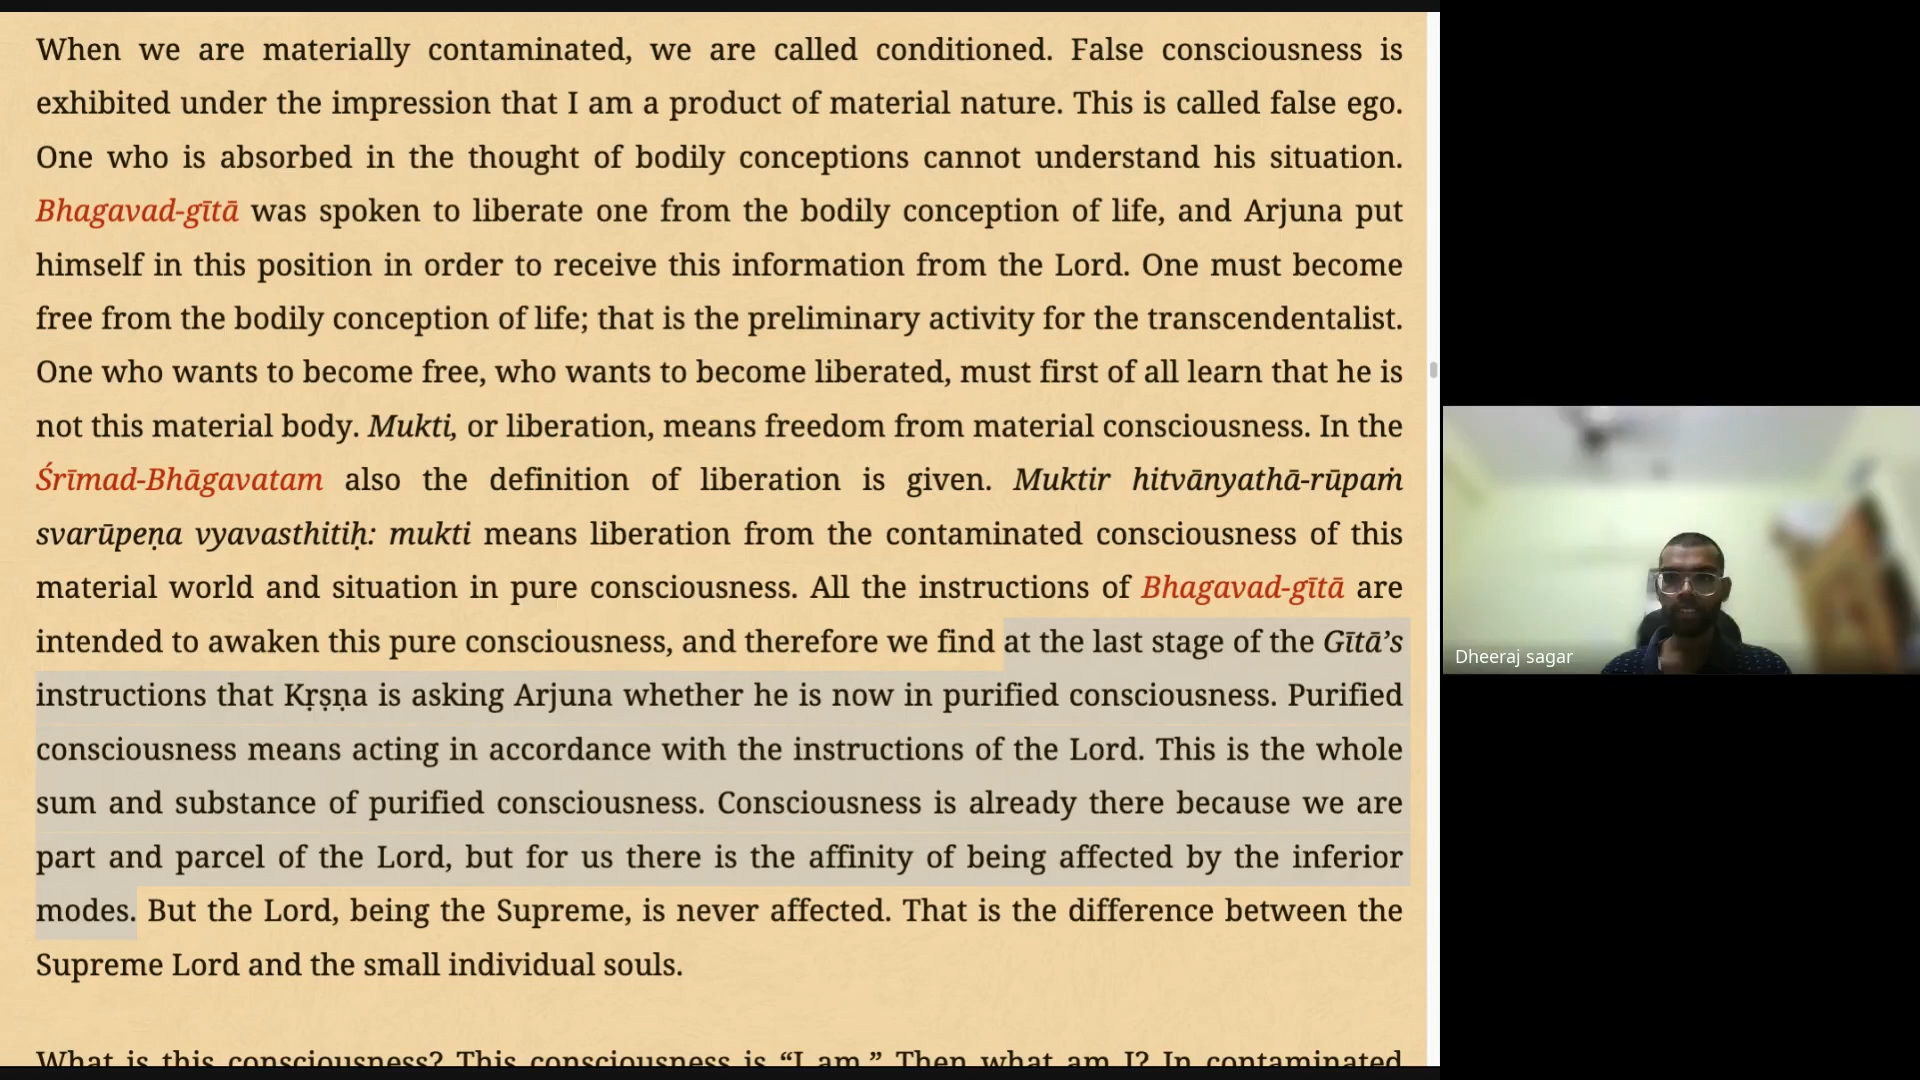 When we are materially contaminated, we are called conditioned. False consciousness is
exhibited under the impression that I am a product of material nature. This is called false ego.
One who is absorbed in the thought of bodily conceptions cannot understand his situation.
Bhagavad-gītā was spoken to liberate one from the bodily conception of life, and Arjuna put
himself in this position in order to receive this information from the Lord. One must become
free from the bodily conception of life; that is the preliminary activity for the transcendentalist.
One who wants to become free, who wants to become liberated, must first of all learn that he is
not this material body. Mukti, or liberation, means freedom from material consciousness. In the
Śrīmad-Bhāgavatam also the definition of liberation is given. Muktir hitvānyathā-rūpaṁ
svarūpeṇa vyavasthitiḥ: mukti means liberation from the contaminated consciousness of this
material world and situation in pure consciousness. All the instructions of Bhagavad-gītā are
intended to awaken this pure consciousness, and therefore we find at the last stage of the Gītā’s
instructions that Kṛṣṇa is asking Arjuna whether he is now in purified consciousness. Purified
consciousness means acting in accordance with the instructions of the Lord. This is the whole
sum and substance of purified consciousness. Consciousness is already there because we are
part and parcel of the Lord, but for us there is the affinity of being affected by the inferior
modes. But the Lord, being the Supreme, is never affected. That is the difference between the
Supreme Lord and the small individual souls.
What is this consciousness? This consciousness is “I am.” Then what am I? In contaminated
Dheeraj sagar